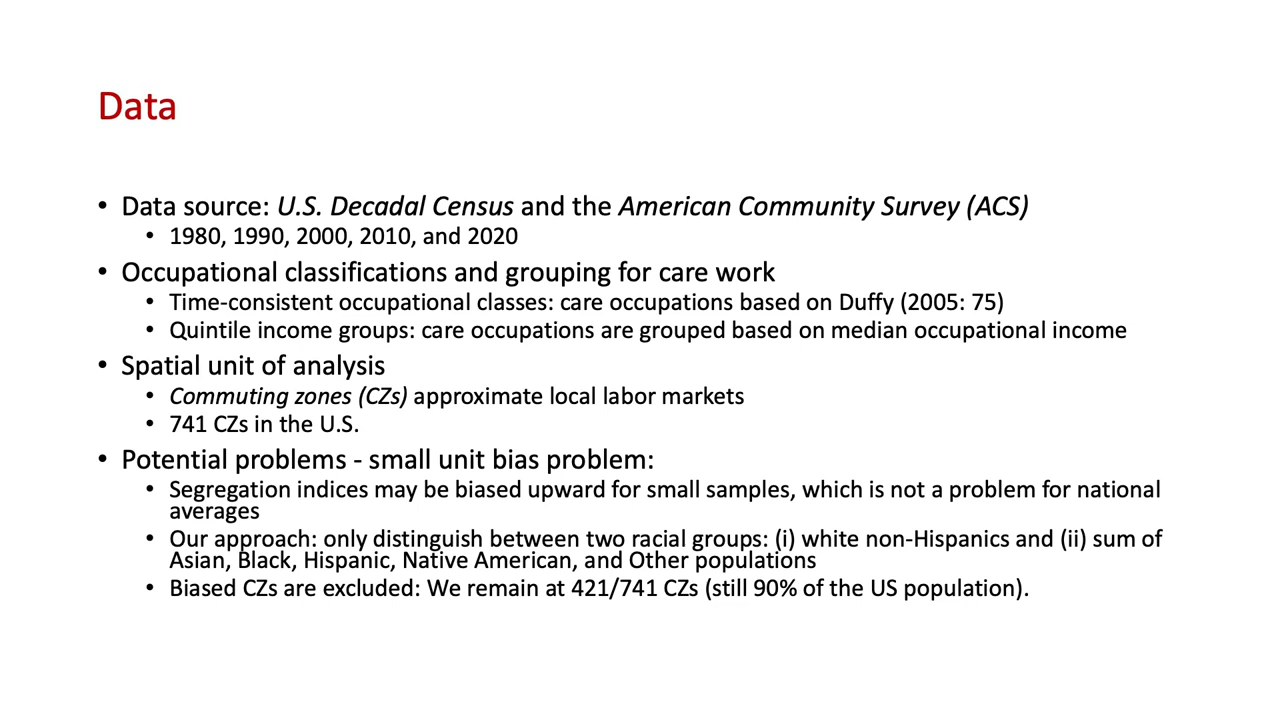 Data
• Data source: U.S. Decadal Census and the American Community Survey (ACS)
• 1980, 1990, 2000, 2010, and 2020
• Occupational classifications and grouping for care work
• Time-consistent occupational classes: care occupations based on Duffy (2005: 75)
• Quintile income groups: care occupations are grouped based on median occupational income
• Spatial unit of analysis
• Commuting zones (CZs) approximate local labor markets
• 741 CZs in the U.S.
• Potential problems - small unit bias problem:
• Segregation indices may be biased upward for small samples, which is not a problem for national
averages
• Our approach: only distinguish between two racial groups: (i) white non-Hispanics and (ii) sum of
Asian, Black, Hispanic, Native American, and Other populations
• Biased CZs are excluded: We remain at 421/741 CZs (still 90% of the US population).